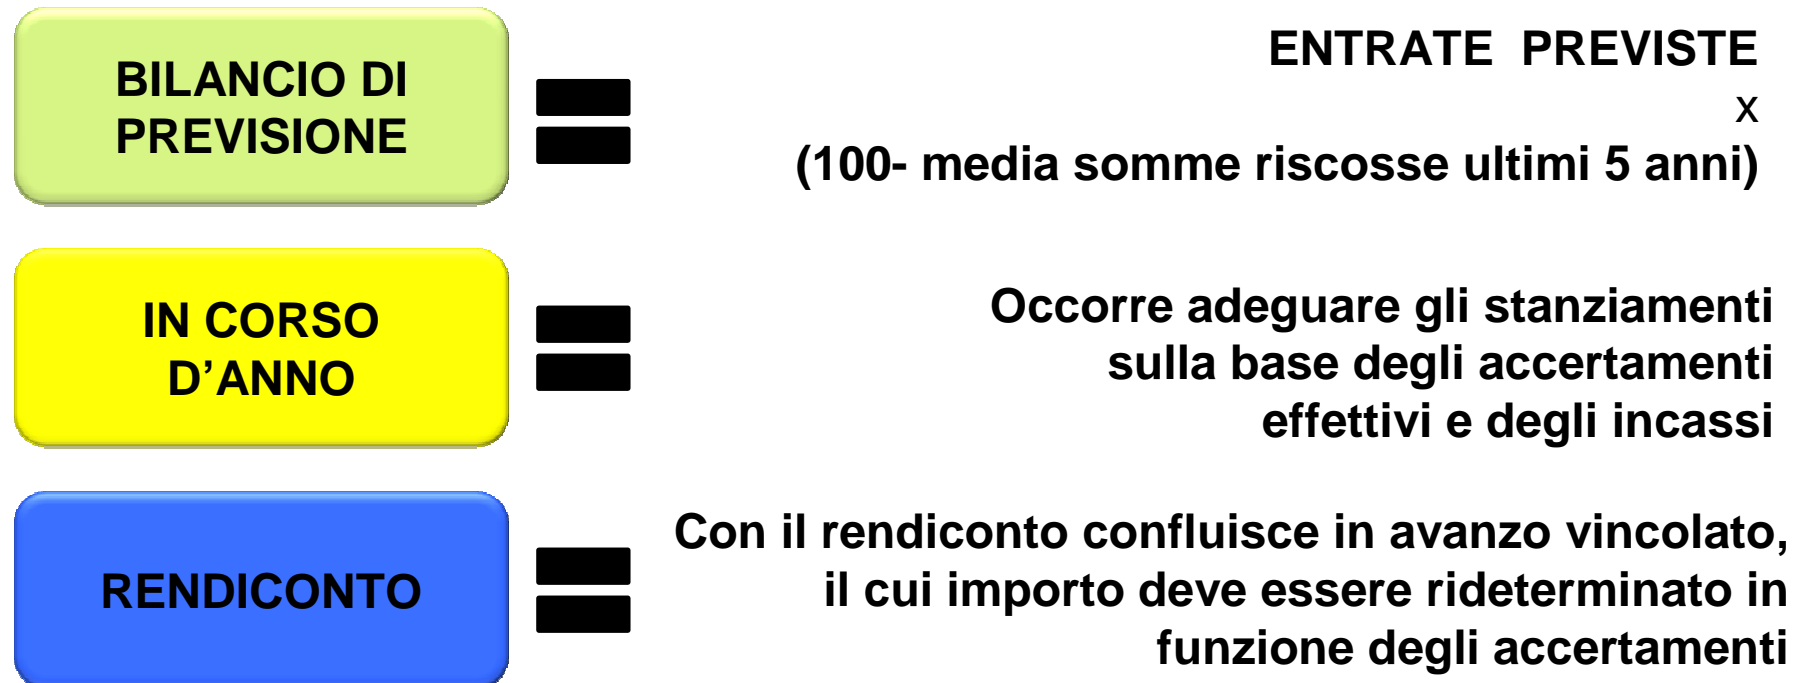 BILANCIO DI
PREVISIONE
ENTRATE PREVISTE
x
(100- media somme riscosse ultimi 5 anni)
IN CORSO
D’ANNO
Occorre adeguare gli stanziamenti
sulla base degli accertamenti
effettivi e degli incassi
RENDICONTO
Con il rendiconto confluisce in avanzo vincolato,
il cui importo deve essere rideterminato in
funzione degli accertamenti